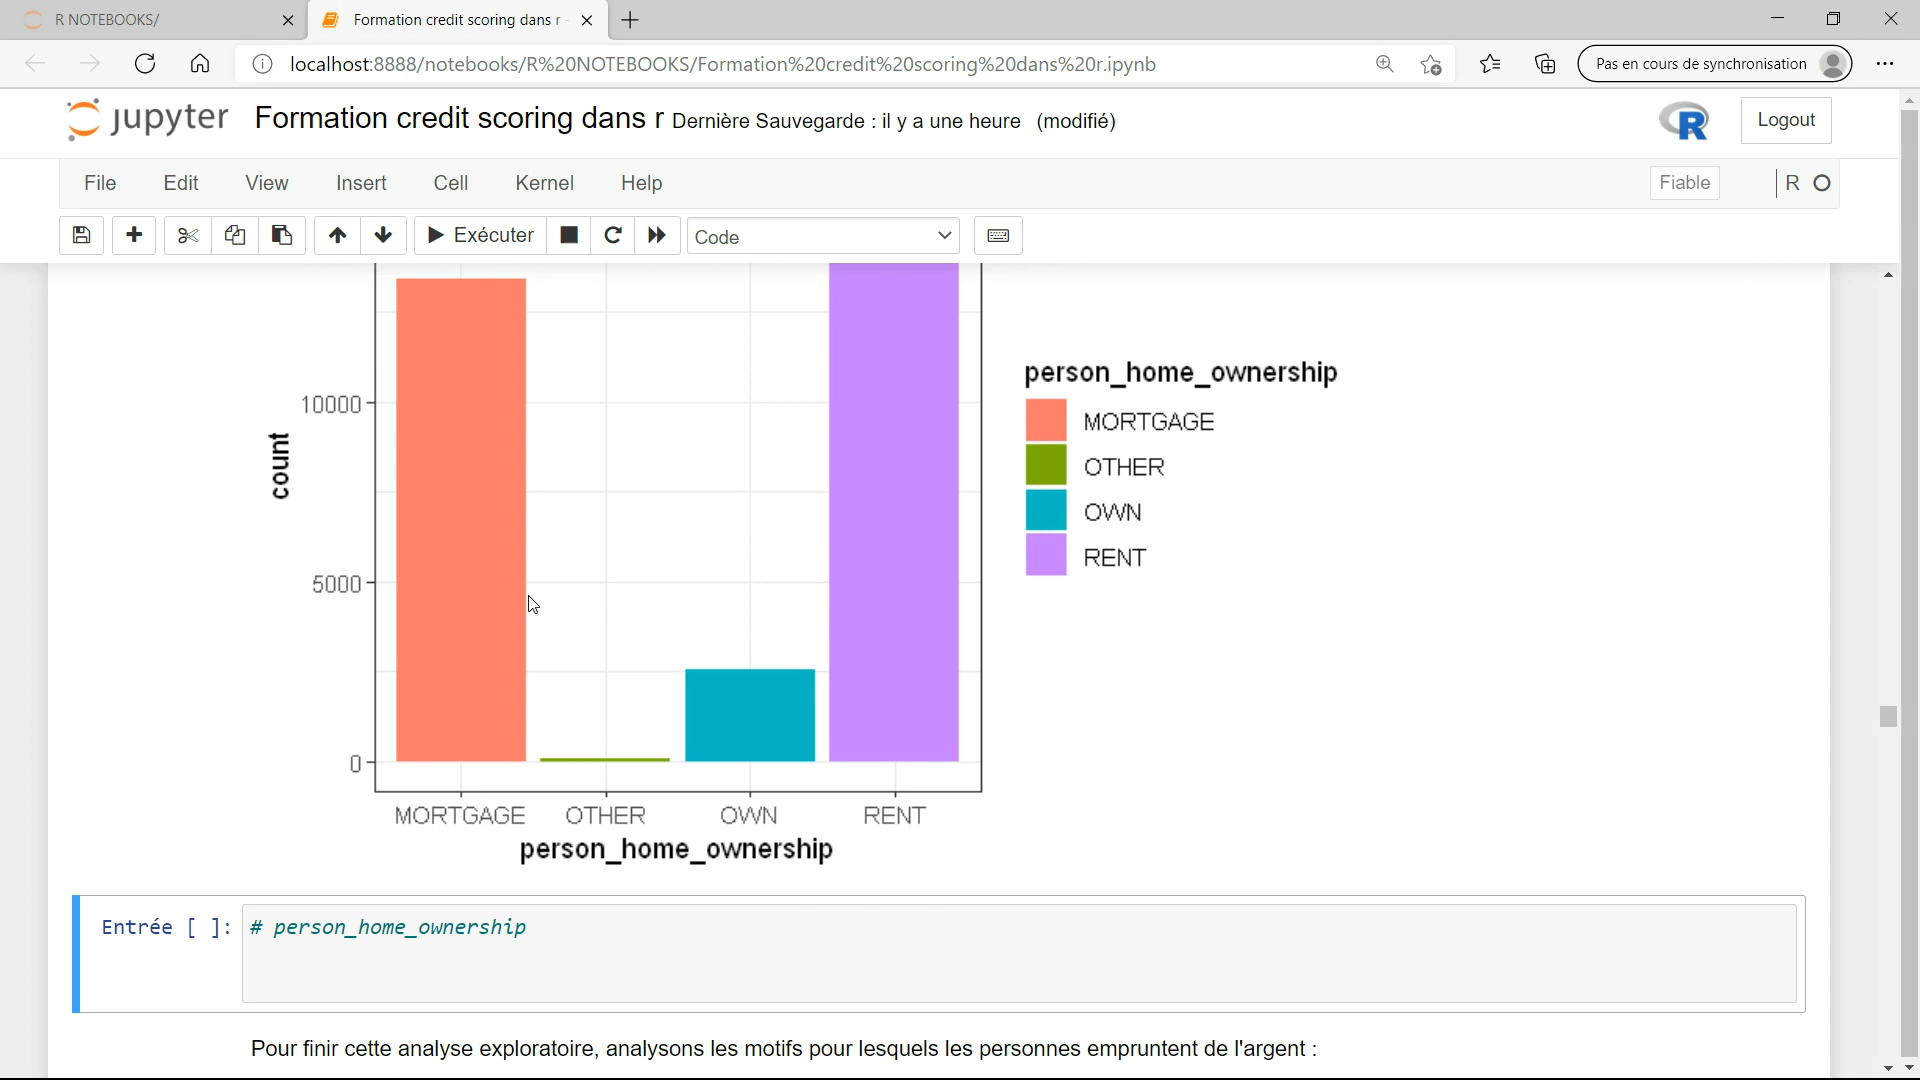 R NOTEBOOKS/
Formation credit scoring dans r -
localhost:8888/notebooks/R%20NOTEBOOKS/Formation%20credit%20scoring%20dans%20r.ipynb
Pas en cours de synchronisation
jupyter Formation credit scoring dans r Dernière Sauvegarde : il y a une heure (modifié)
R
Logout
File Edit View Insert Cell Kernel Help
Fiable
R
Exécuter
Code
person_home_ownership
MORTGAGE
OTHER
OWN
RENT
count
10000
5000
0
MORTGAGE OTHER OWN RENT
person_home_ownership
Entrée [ ]: # person_home_ownership
Pour finir cette analyse exploratoire, analysons les motifs pour lesquels les personnes empruntent de l'argent :